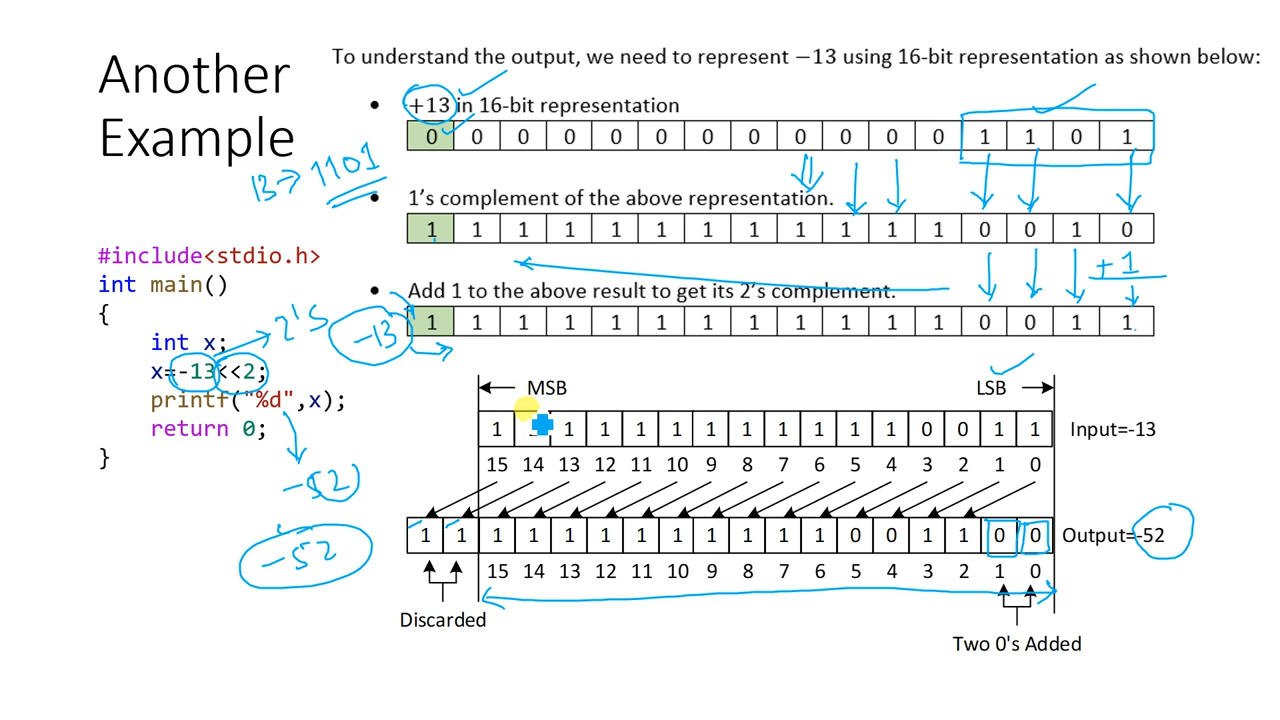 Another
Example
To understand the output, we need to represent −13 using 16-bit representation as shown below:
• +13 in 16-bit representation
0 0 0 0 0 0 0 0 0 0 0 0 1 1 0 1
13→ 1101
• 1's complement of the above representation.
1 1 1 1 1 1 1 1 1 1 1 1 0 0 1 0
+1
• Add 1 to the above result to get its 2's complement.
1 1 1 1 1 1 1 1 1 1 1 1 0 0 1 1
-13
#include<stdio.h>
int main()
{
int x;
2'S
x=-13<<2;
printf("%d",x);
return 0;
}
-52
-52
MSB LSB
1 1 1 1 1 1 1 1 1 1 1 0 0 1 1 Input=-13
15 14 13 12 11 10 9 8 7 6 5 4 3 2 1 0
1 1 1 1 1 1 1 1 1 1 1 1 0 0 1 1 0 0 Output=-52
15 14 13 12 11 10 9 8 7 6 5 4 3 2 1 0
Discarded
Two 0's Added